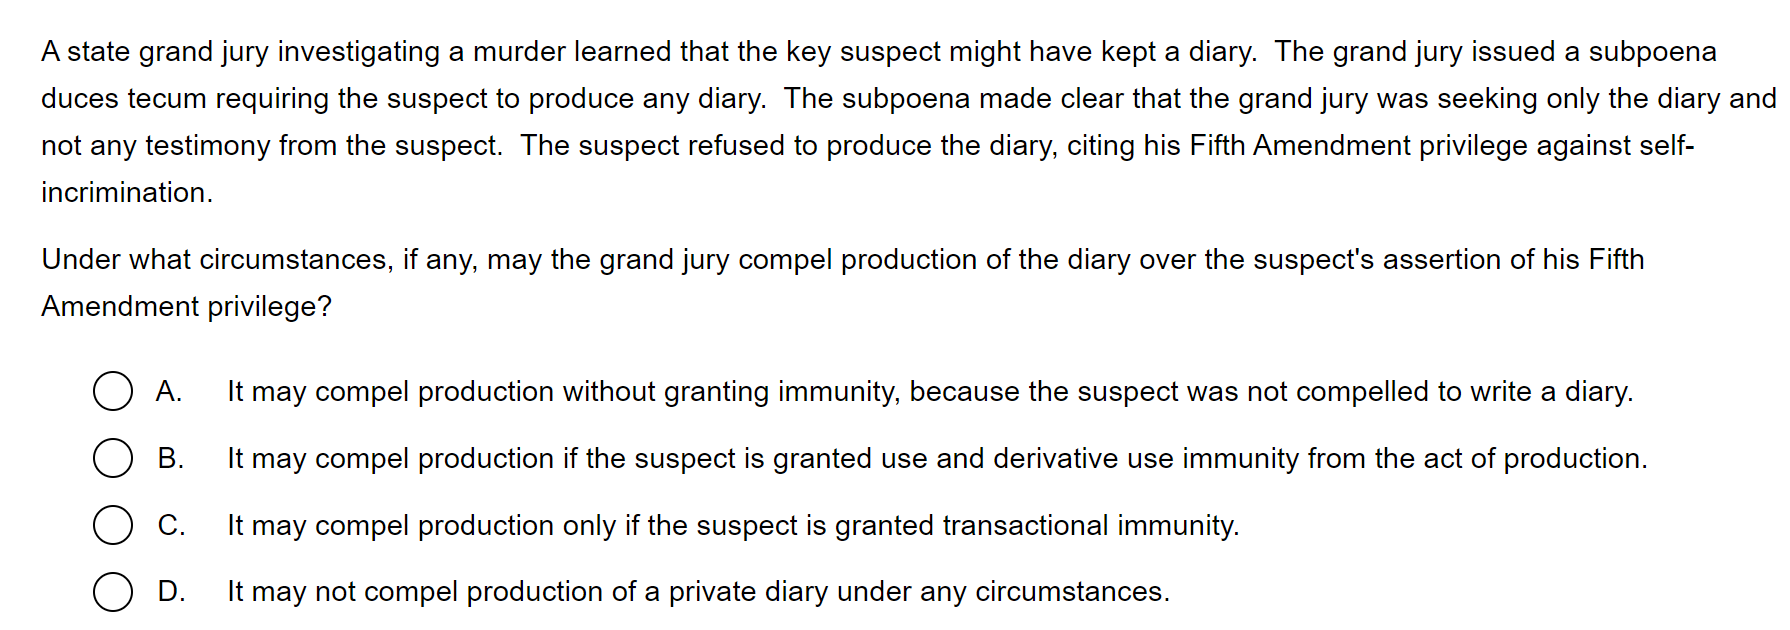 A state grand jury investigating a murder learned that the key suspect might have kept a diary.  The grand jury issued a subpoena
duces tecum requiring the suspect to produce any diary.  The subpoena made clear that the grand jury was seeking only the diary and
not any testimony from the suspect.  The suspect refused to produce the diary, citing his Fifth Amendment privilege against self-
incrimination.
Under what circumstances, if any, may the grand jury compel production of the diary over the suspect's assertion of his Fifth
Amendment privilege?
A. It may compel production without granting immunity, because the suspect was not compelled to write a diary.
B. It may compel production if the suspect is granted use and derivative use immunity from the act of production.
C. It may compel production only if the suspect is granted transactional immunity.
D. It may not compel production of a private diary under any circumstances.